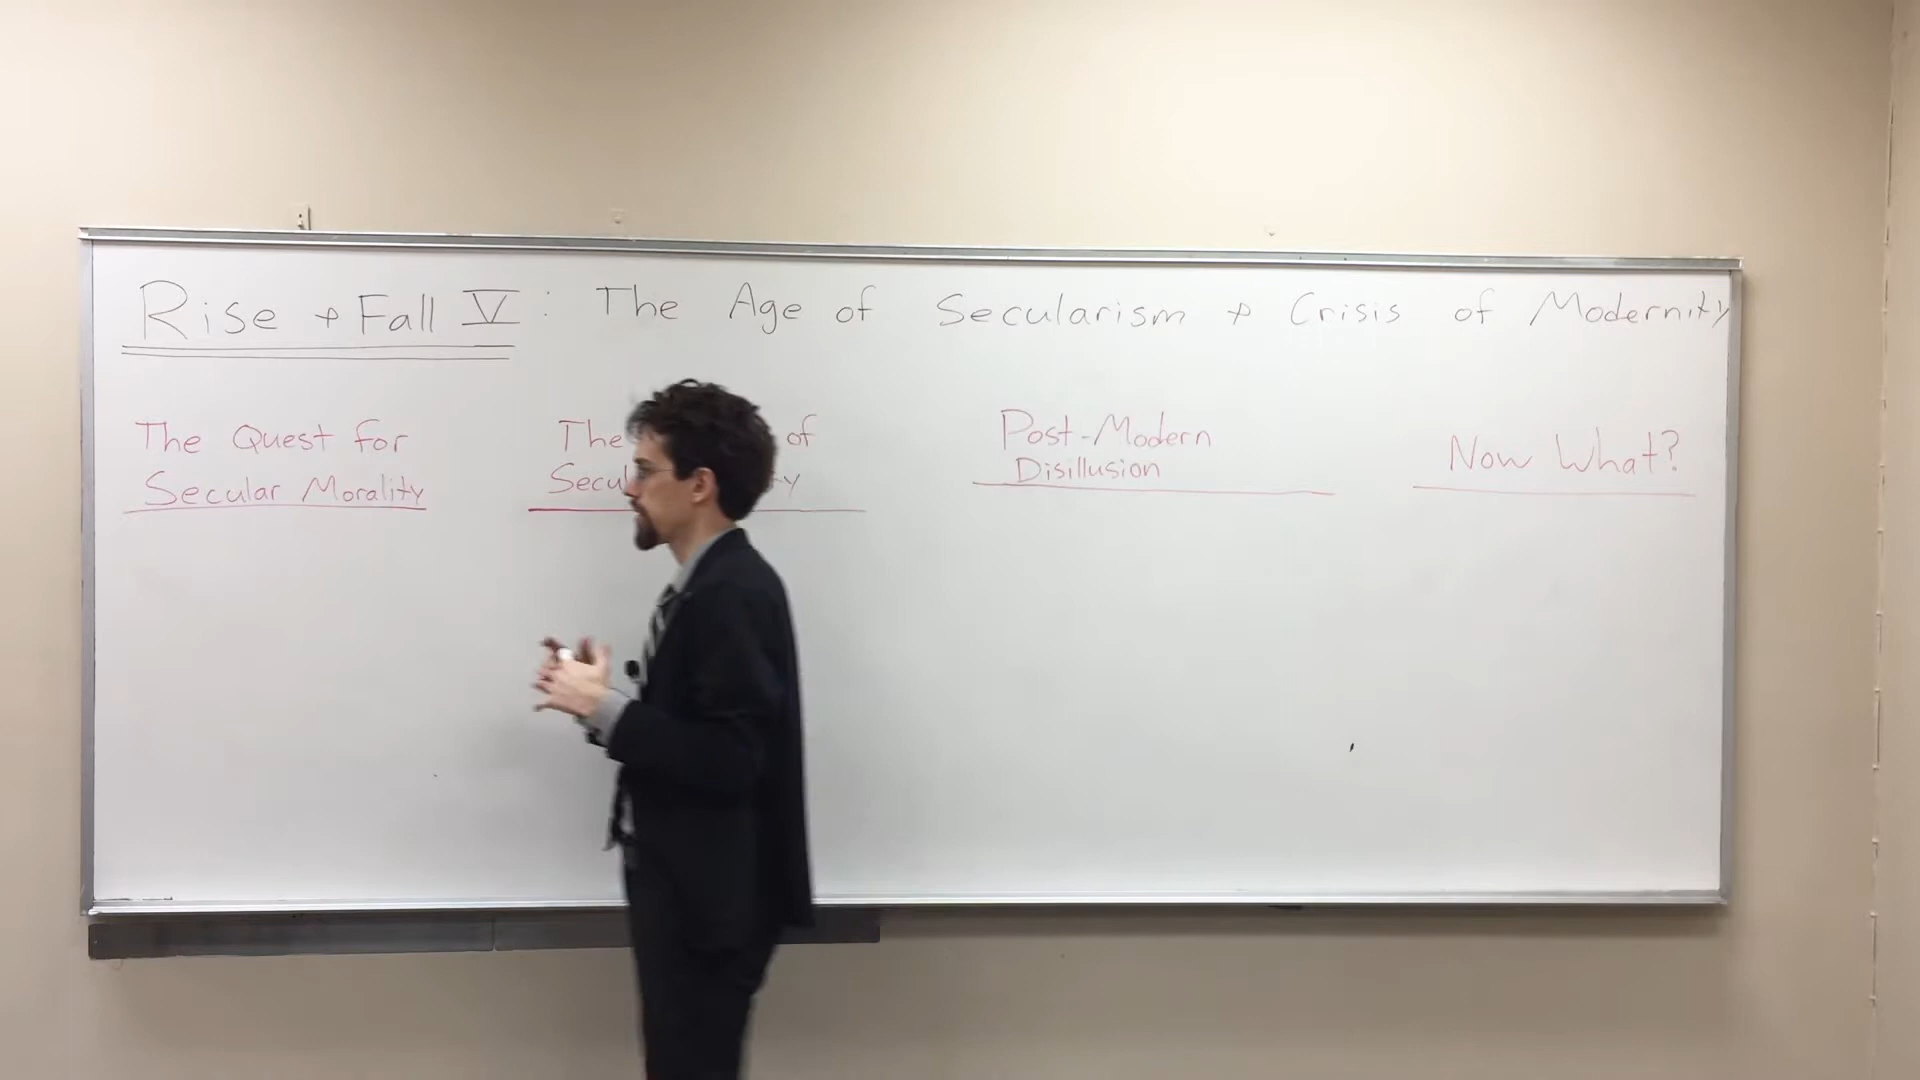 Rise + Fall V: The Age of Secularism + Crisis of Modernity
The Quest for
Secular Morality
The of
Post-Modern
Disillusion
Now What?